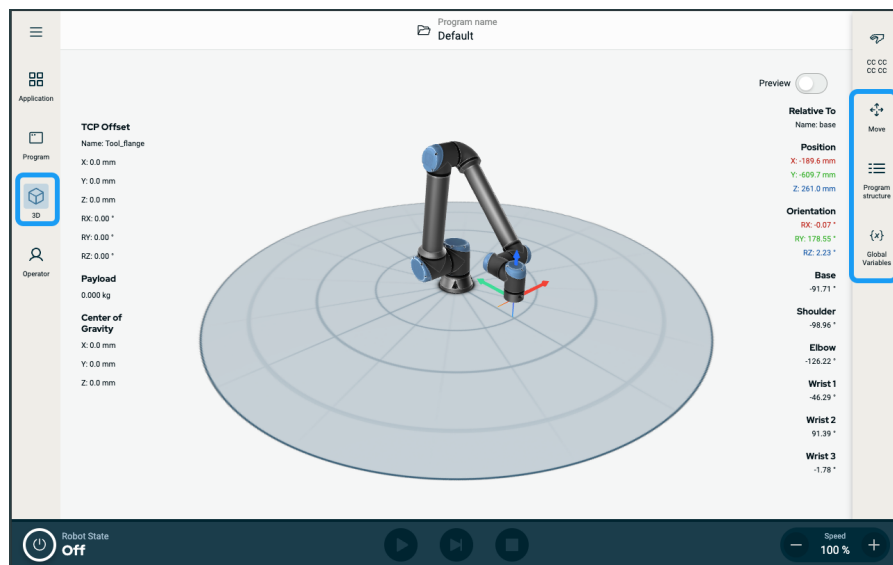 Program name
Default
CC CC
CC CC
Application
Program
3D
Operator
TCP Offset
Name: Tool_flange
X: 0.0 mm
Y: 0.0 mm
Z: 0.0 mm
RX: 0.00 °
RY: 0.00 °
RZ: 0.00 °
Payload
0.000 kg
Center of
Gravity
X: 0.0 mm
Y: 0.0 mm
Z: 0.0 mm
Preview
Relative To
Name: base
Position
X: -189.6 mm
Y: -609.7 mm
Z: 261.0 mm
Orientation
RX: -0.07 °
RY: 178.55 °
RZ: 2.23 °
Base
-91.71 °
Shoulder
-98.96 °
Elbow
-126.22 °
Wrist 1
-46.29 °
Wrist 2
91.39 °
Wrist 3
-1.78 °
Move
Program
structure
{x}
Global
Variables
Robot State
Off
Speed
100 %